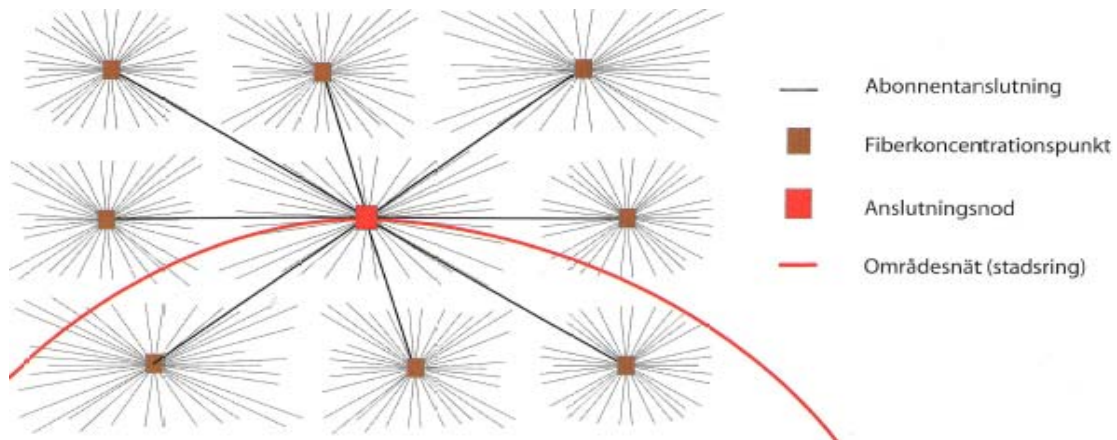 Abonnentanslutning
Fiberkoncentrationspunkt
Anslutningsnod
Områdesnät (stadsring)